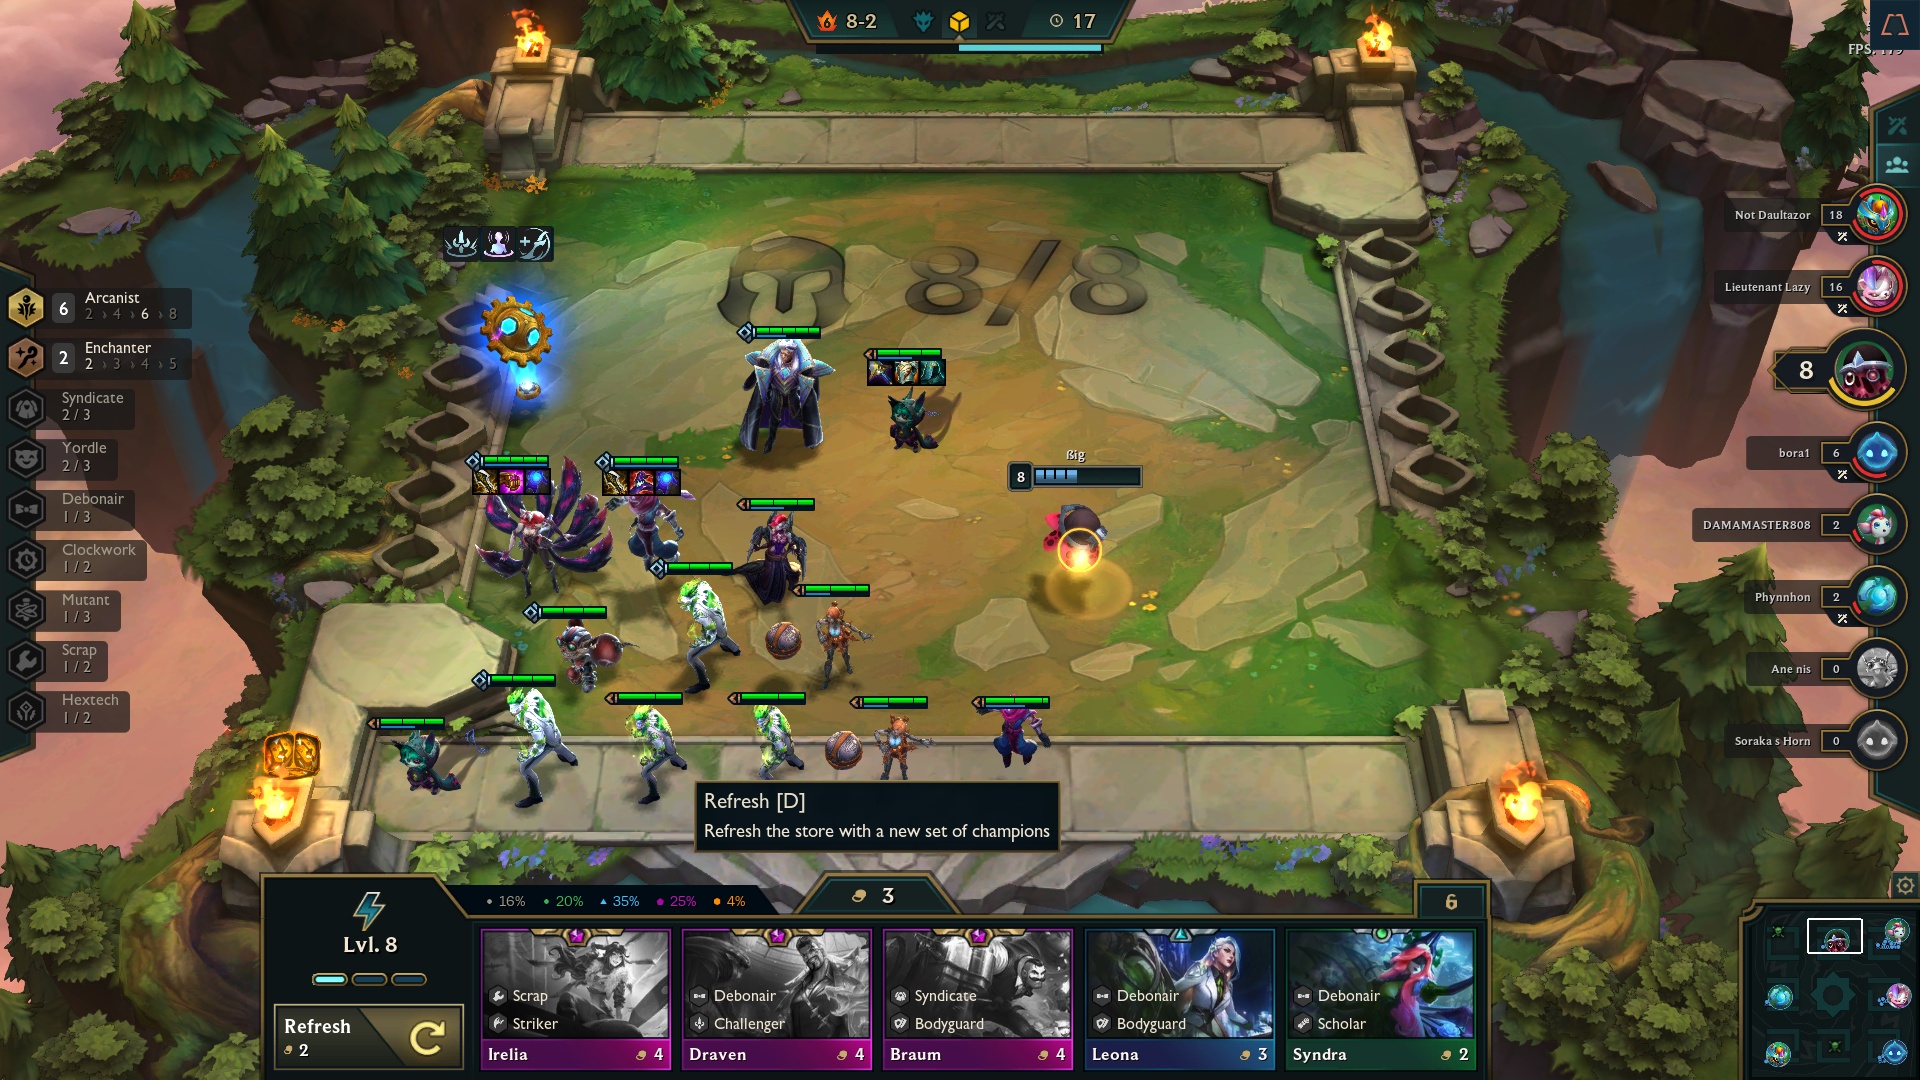 8-2
17
FPS: 119
8/8
6
Arcanist
2 › 4 › 6 › 8
2
Enchanter
2 › 3 › 4 › 5
Syndicate
2 / 3
Yordle
2 / 3
Debonair
1 / 3
Clockwork
1 / 2
Mutant
1 / 3
Scrap
1 / 2
Hextech
1 / 2
ßig
8
Not Daultazor 18
Lieutenant Lazy 16
8
bora1 6
DAMAMASTER808 2
Phynnhon 2
Ane nis 0
Soraka s Horn 0
Refresh [D]
Refresh the store with a new set of champions
16% 20% 35% 25% 4%
3
6
Lvl. 8
Refresh
2
Scrap
Striker
Irelia 4
Debonair
Challenger
Draven 4
Syndicate
Bodyguard
Braum 4
Debonair
Bodyguard
Leona 3
Debonair
Scholar
Syndra 2